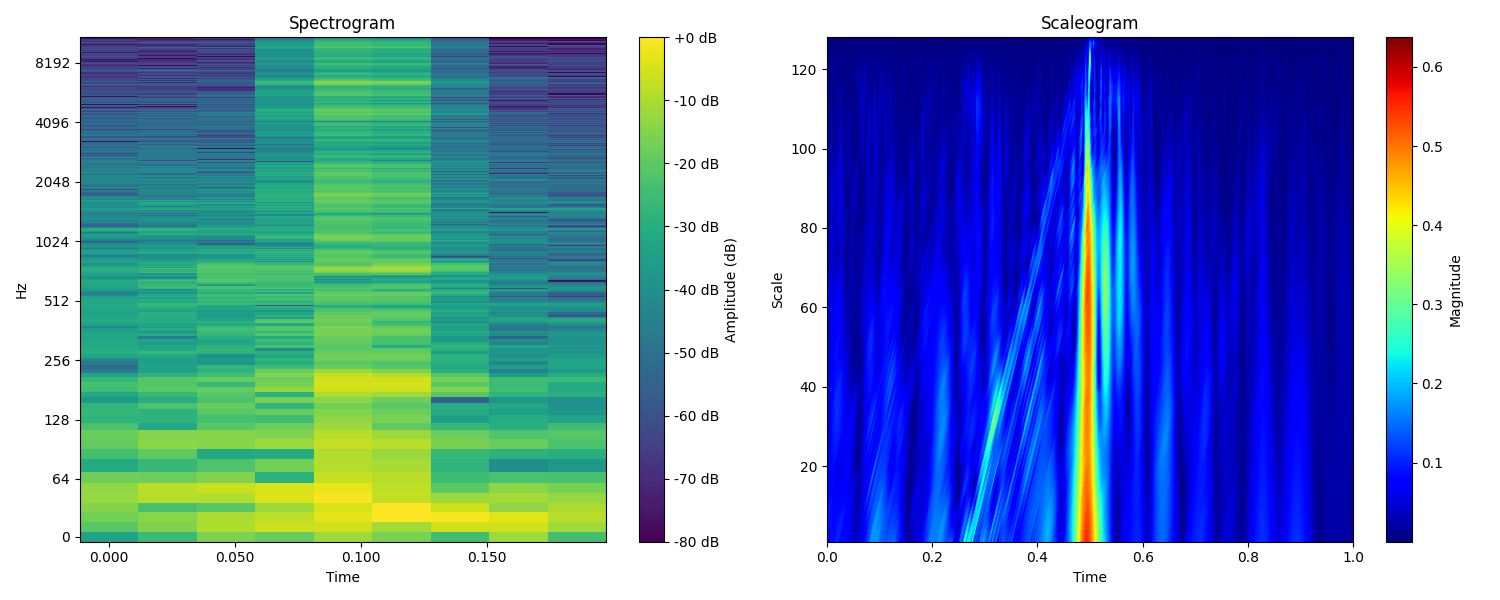 Spectrogram
Hz
8192
4096
2048
1024
512
256
128
64
0
0.000 0.050 0.100 0.150
Time
+0 dB
-10 dB
-20 dB
-30 dB
-40 dB
-50 dB
-60 dB
-70 dB
-80 dB
Amplitude (dB)
Scaleogram
Scale
120
100
80
60
40
20
0.0 0.2 0.4 0.6 0.8 1.0
Time
0.6
0.5
0.4
0.3
0.2
0.1
Magnitude